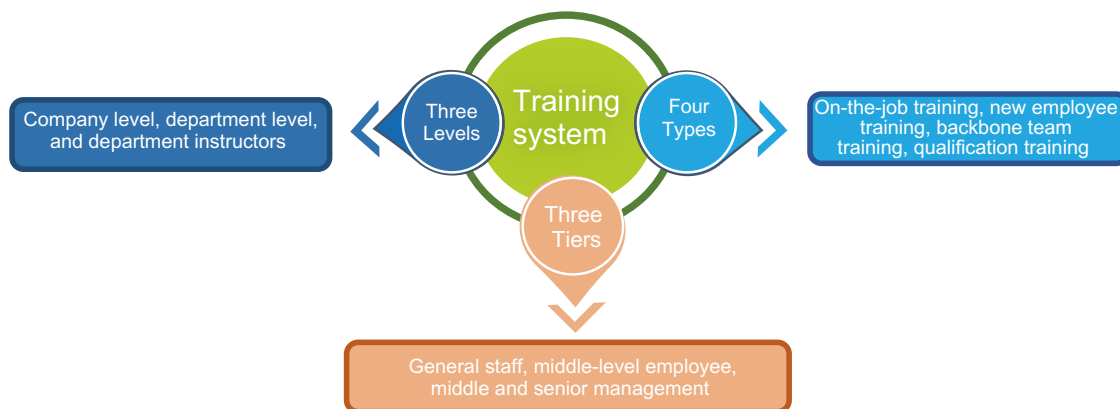 Training
system
Three
Levels
Four
Types
Three
Tiers
Company level, department level,
and department instructors
On-the-job training, new employee
training, backbone team
training, qualification training
General staff, middle-level employee,
middle and senior management